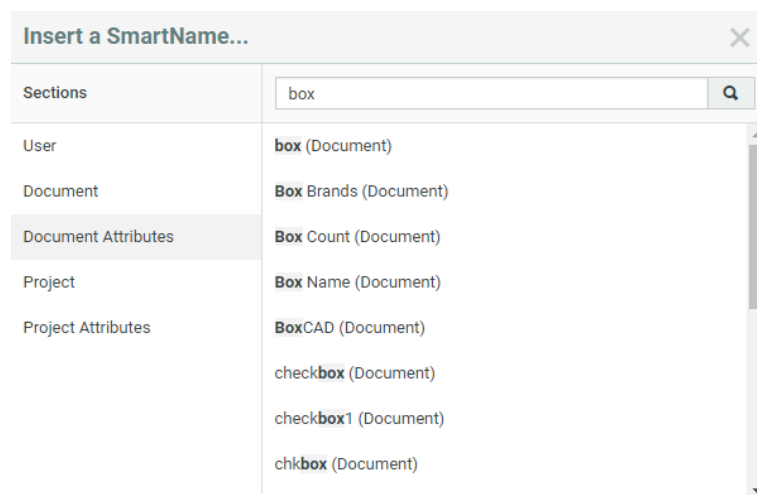 Insert a SmartName...
Sections
box
User
Document
Document Attributes
Project
Project Attributes
box (Document)
Box Brands (Document)
Box Count (Document)
Box Name (Document)
BoxCAD (Document)
checkbox (Document)
checkbox1 (Document)
chkbox (Document)